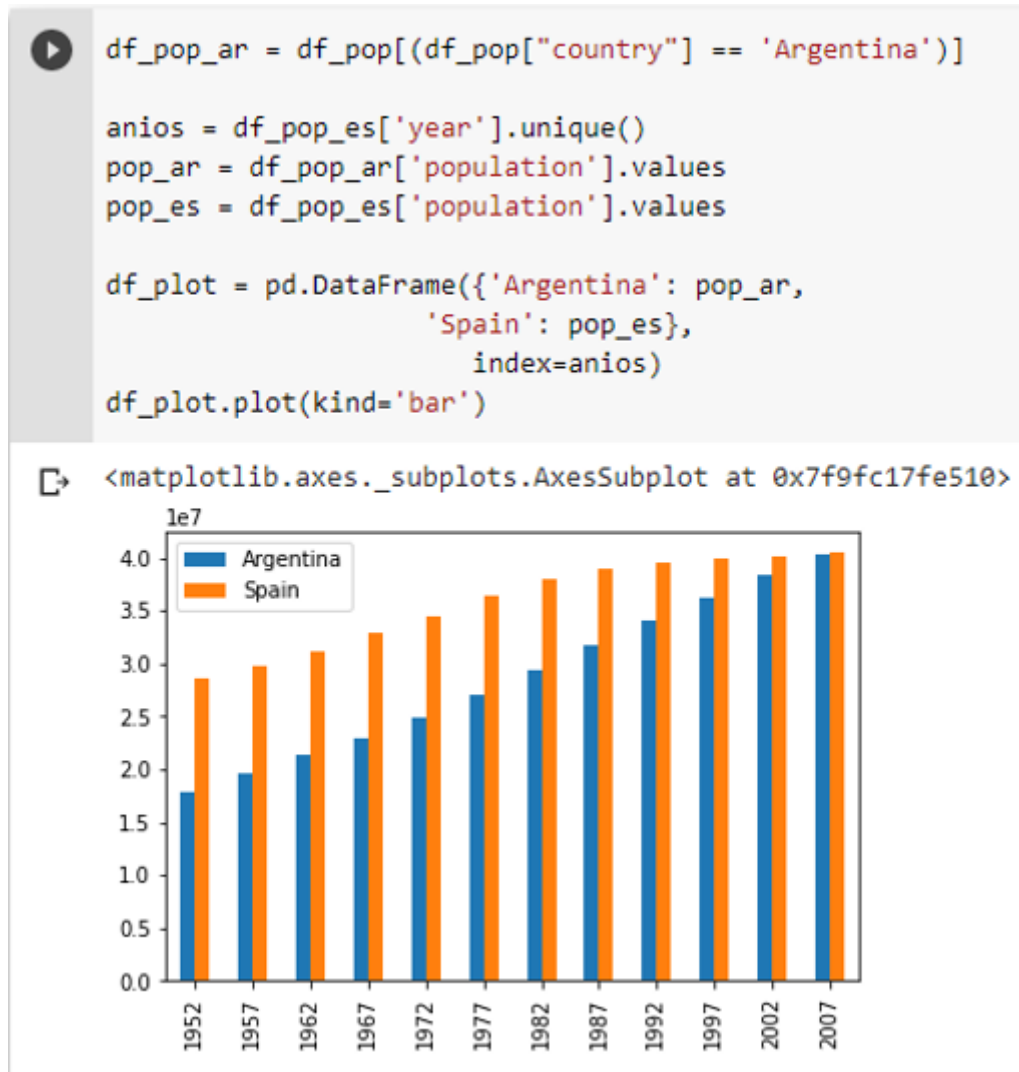 df_pop_ar = df_pop[(df_pop["country"] == 'Argentina')]
anios = df_pop_es['year'].unique()
pop_ar = df_pop_ar['population'].values
pop_es = df_pop_es['population'].values
df_plot = pd.DataFrame({'Argentina': pop_ar,
'Spain': pop_es},
index=anios)
df_plot.plot(kind='bar')
<matplotlib.axes._subplots.AxesSubplot at 0x7f9fc17fe510>
1e7
Argentina
Spain
4.0
3.5
3.0
2.5
2.0
1.5
1.0
0.5
0.0
1952
1957
1962
1967
1972
1977
1982
1987
1992
1997
2002
2007